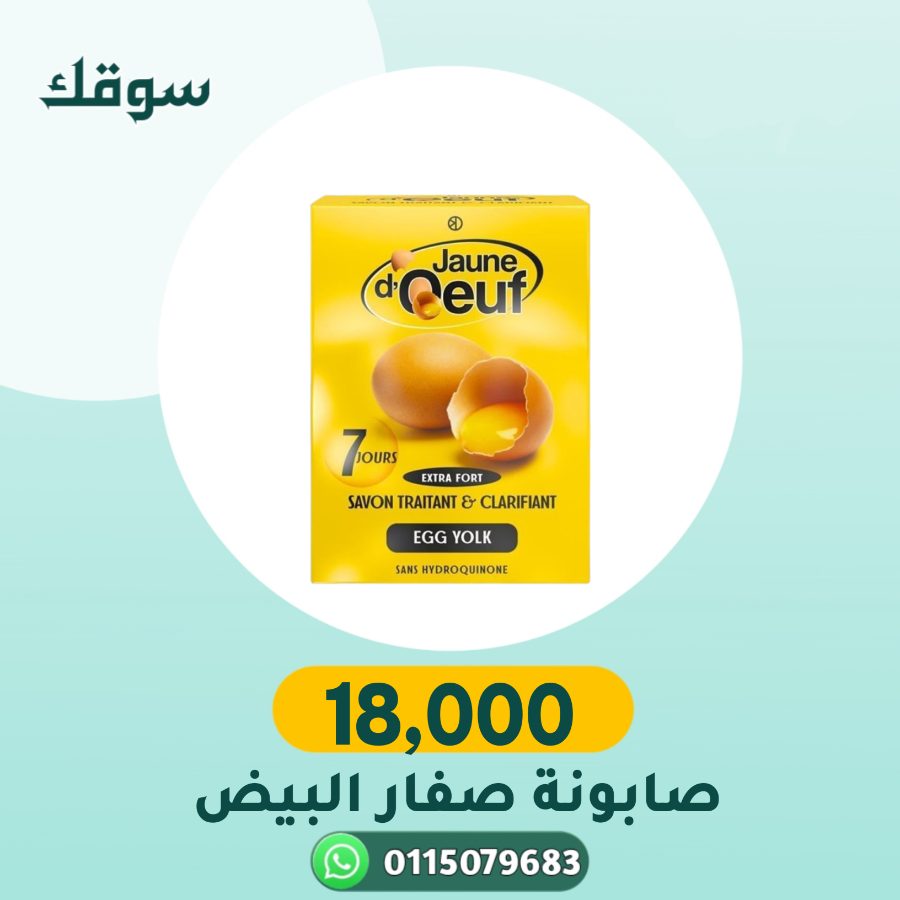 سوقك
Jaune
d'Oeuf
7 JOURS
EXTRA FORT
SAVON TRAITANT & CLARIFIANT
EGG YOLK
SANS HYDROQUINONE
18,000
صابونة صفار البيض
0115079683